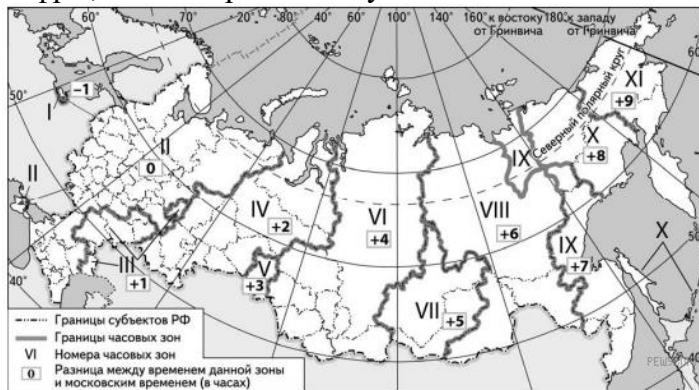 160° к востоку
от Гринвича
180° к западу
от Гринвича
50°
70°
20°
40°
60°
80°
100°
120°
140°
60°
Северный полярный круг
I
-1
II
0
II
III
+1
IV
+2
V
+3
VI
+4
VII
+5
VIII
+6
IX
IX
+7
X
+8
XI
+9
X
40°
Границы субъектов РФ
Границы часовых зон
VI Номера часовых зон
0 Разница между временем данной зоны
и московским временем (в часах)